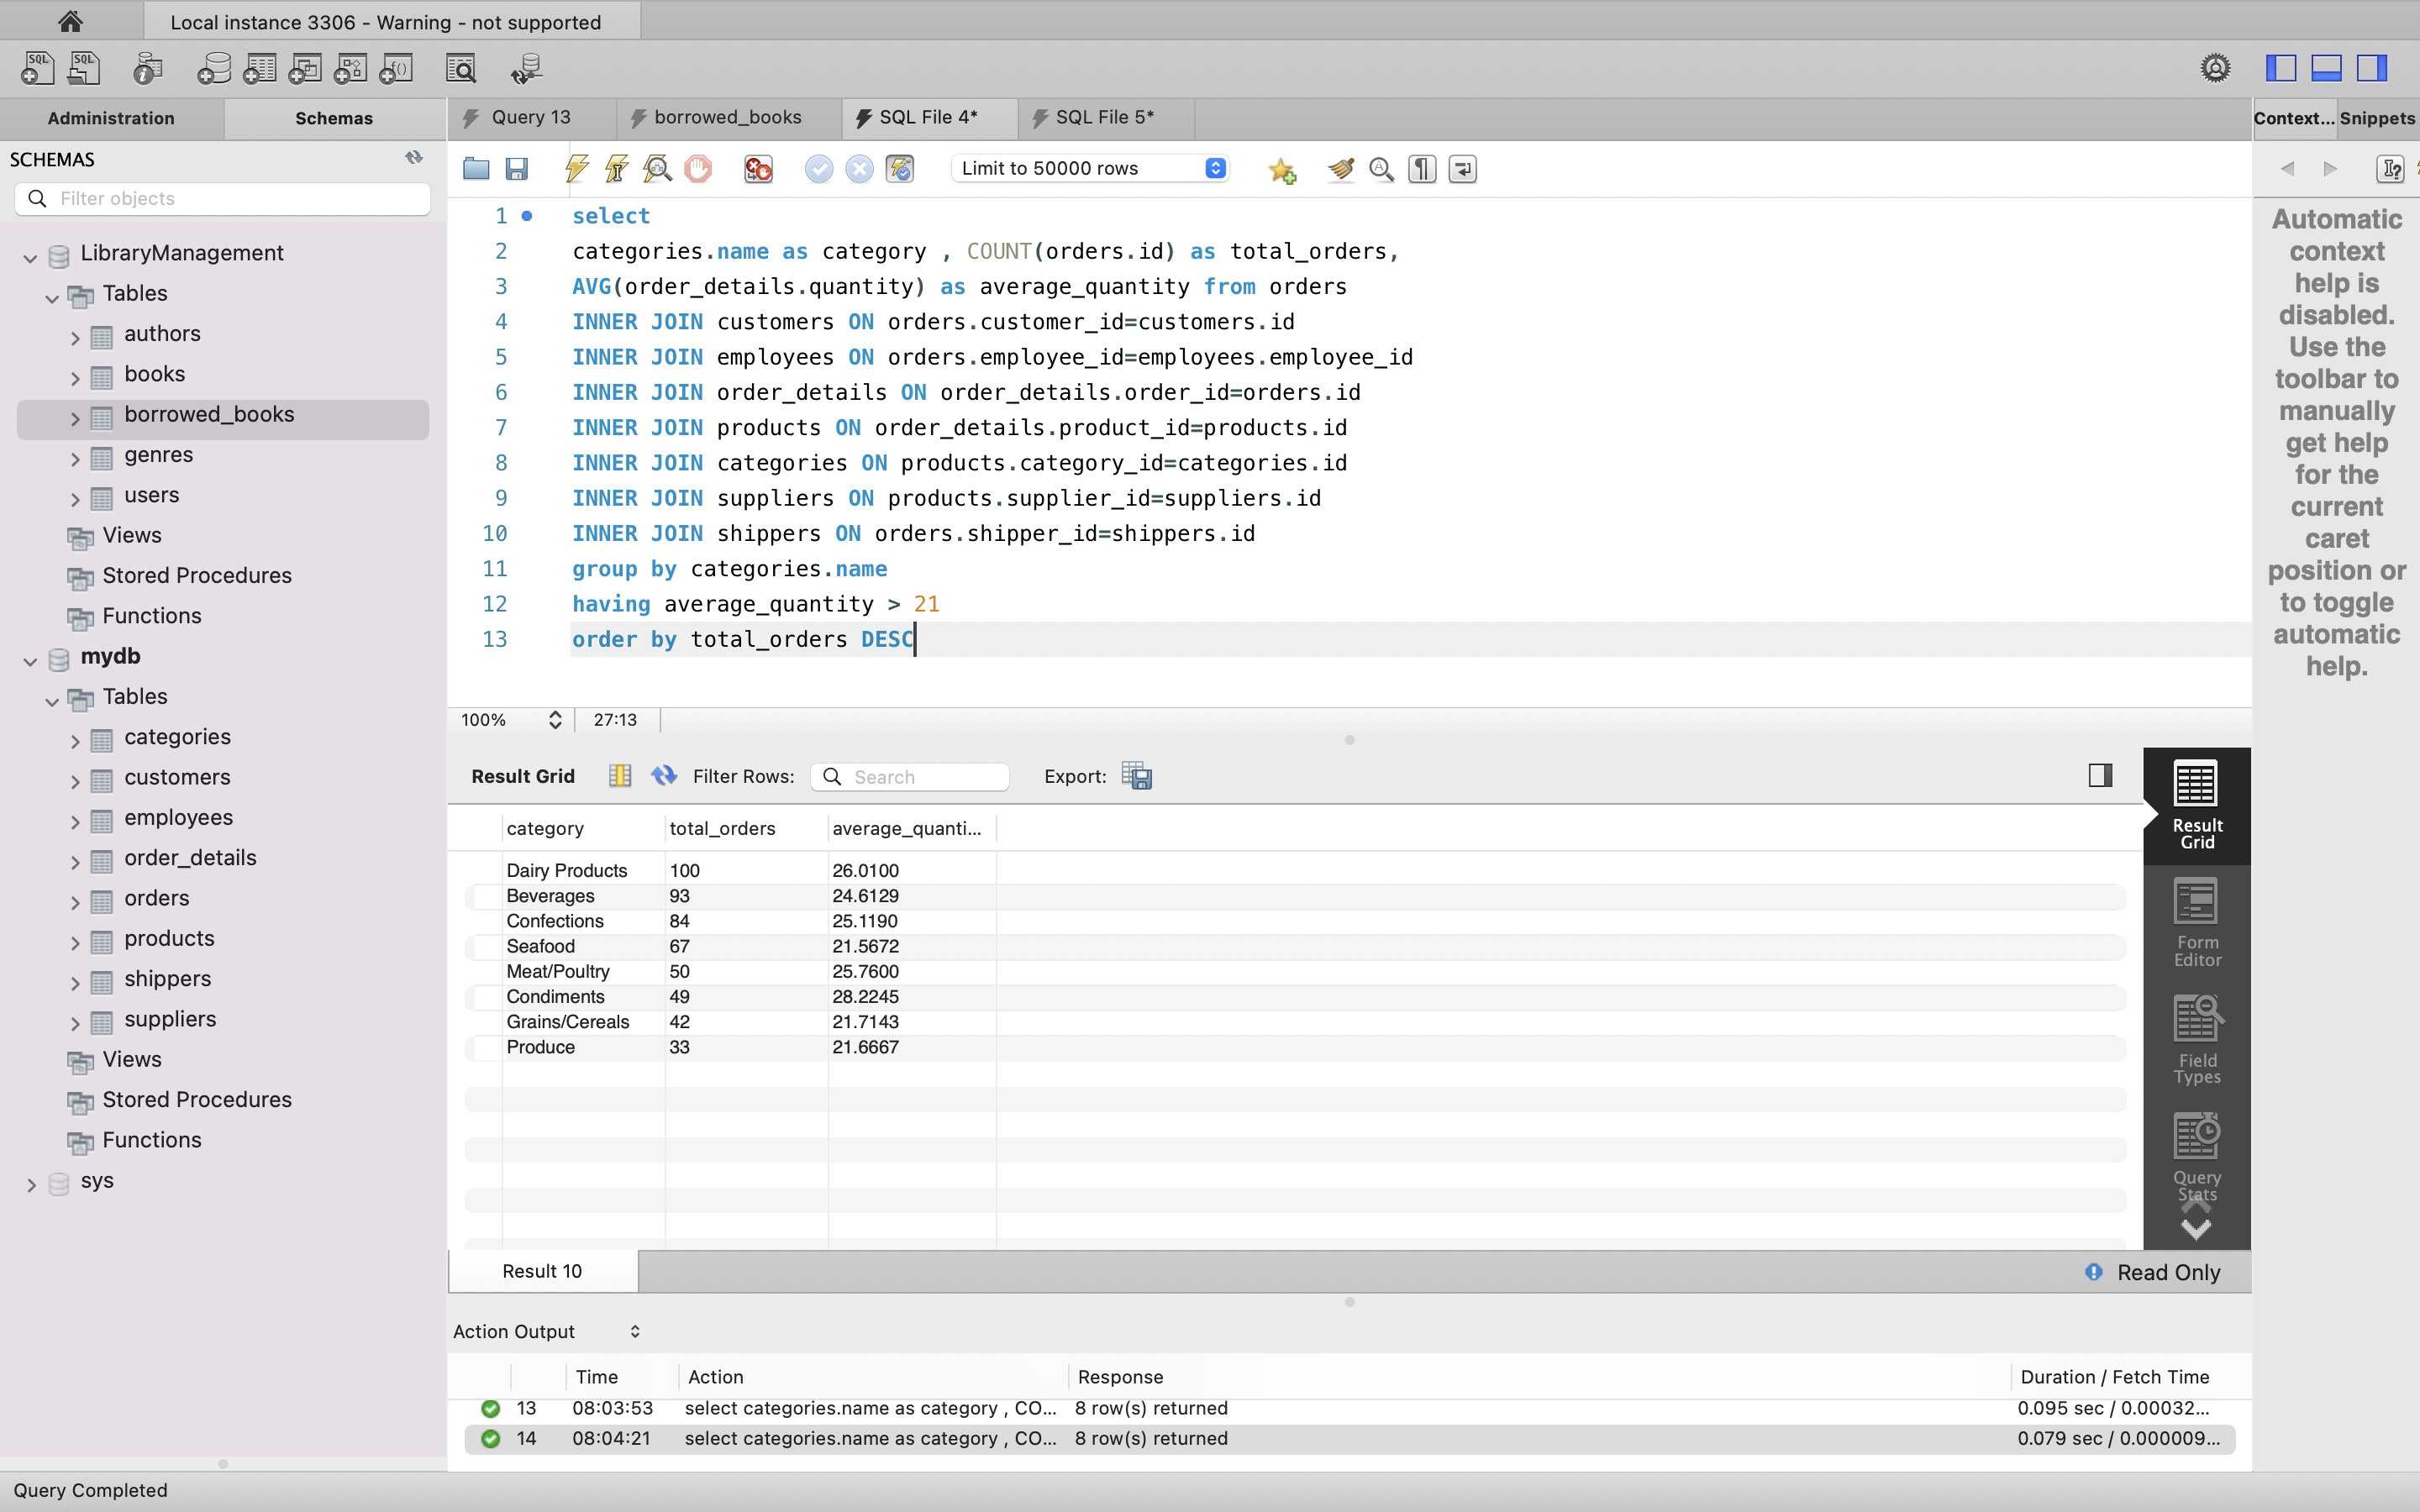 Local instance 3306 - Warning - not supported
SQL SQL
Administration Schemas
Query 13 borrowed_books SQL File 4* SQL File 5*
Context... Snippets
SCHEMAS
Filter objects
LibraryManagement
Tables
authors
books
borrowed_books
genres
users
Views
Stored Procedures
Functions
mydb
Tables
categories
customers
employees
order_details
orders
products
shippers
suppliers
Views
Stored Procedures
Functions
sys
Limit to 50000 rows
1 select
2 categories.name as category , COUNT(orders.id) as total_orders,
3 AVG(order_details.quantity) as average_quantity from orders
4 INNER JOIN customers ON orders.customer_id=customers.id
5 INNER JOIN employees ON orders.employee_id=employees.employee_id
6 INNER JOIN order_details ON order_details.order_id=orders.id
7 INNER JOIN products ON order_details.product_id=products.id
8 INNER JOIN categories ON products.category_id=categories.id
9 INNER JOIN suppliers ON products.supplier_id=suppliers.id
10 INNER JOIN shippers ON orders.shipper_id=shippers.id
11 group by categories.name
12 having average_quantity > 21
13 order by total_orders DESC
100% 27:13
Automatic
context
help is
disabled.
Use the
toolbar to
manually
get help
for the
current
caret
position or
to toggle
automatic
help.
Result Grid Filter Rows: Search Export:
category total_orders average_quanti...
Dairy Products 100 26.0100
Beverages 93 24.6129
Confections 84 25.1190
Seafood 67 21.5672
Meat/Poultry 50 25.7600
Condiments 49 28.2245
Grains/Cereals 42 21.7143
Produce 33 21.6667
Result
Grid
Form
Editor
Field
Types
Query
Stats
Result 10 Read Only
Action Output
Time Action Response Duration / Fetch Time
13 08:03:53 select categories.name as category , CO... 8 row(s) returned 0.095 sec / 0.00032...
14 08:04:21 select categories.name as category , CO... 8 row(s) returned 0.079 sec / 0.000009...
Query Completed